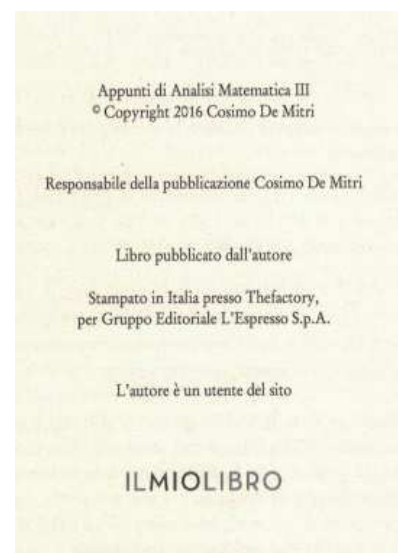 Appunti di Analisi Matematica III
© Copyright 2016 Cosimo De Mitri
Responsabile della pubblicazione Cosimo De Mitri
Libro pubblicato dall'autore
Stampato in Italia presso Thefactory,
per Gruppo Editoriale L'Espresso S.p.A.
L'autore è un utente del sito
ILMIOLIBRO